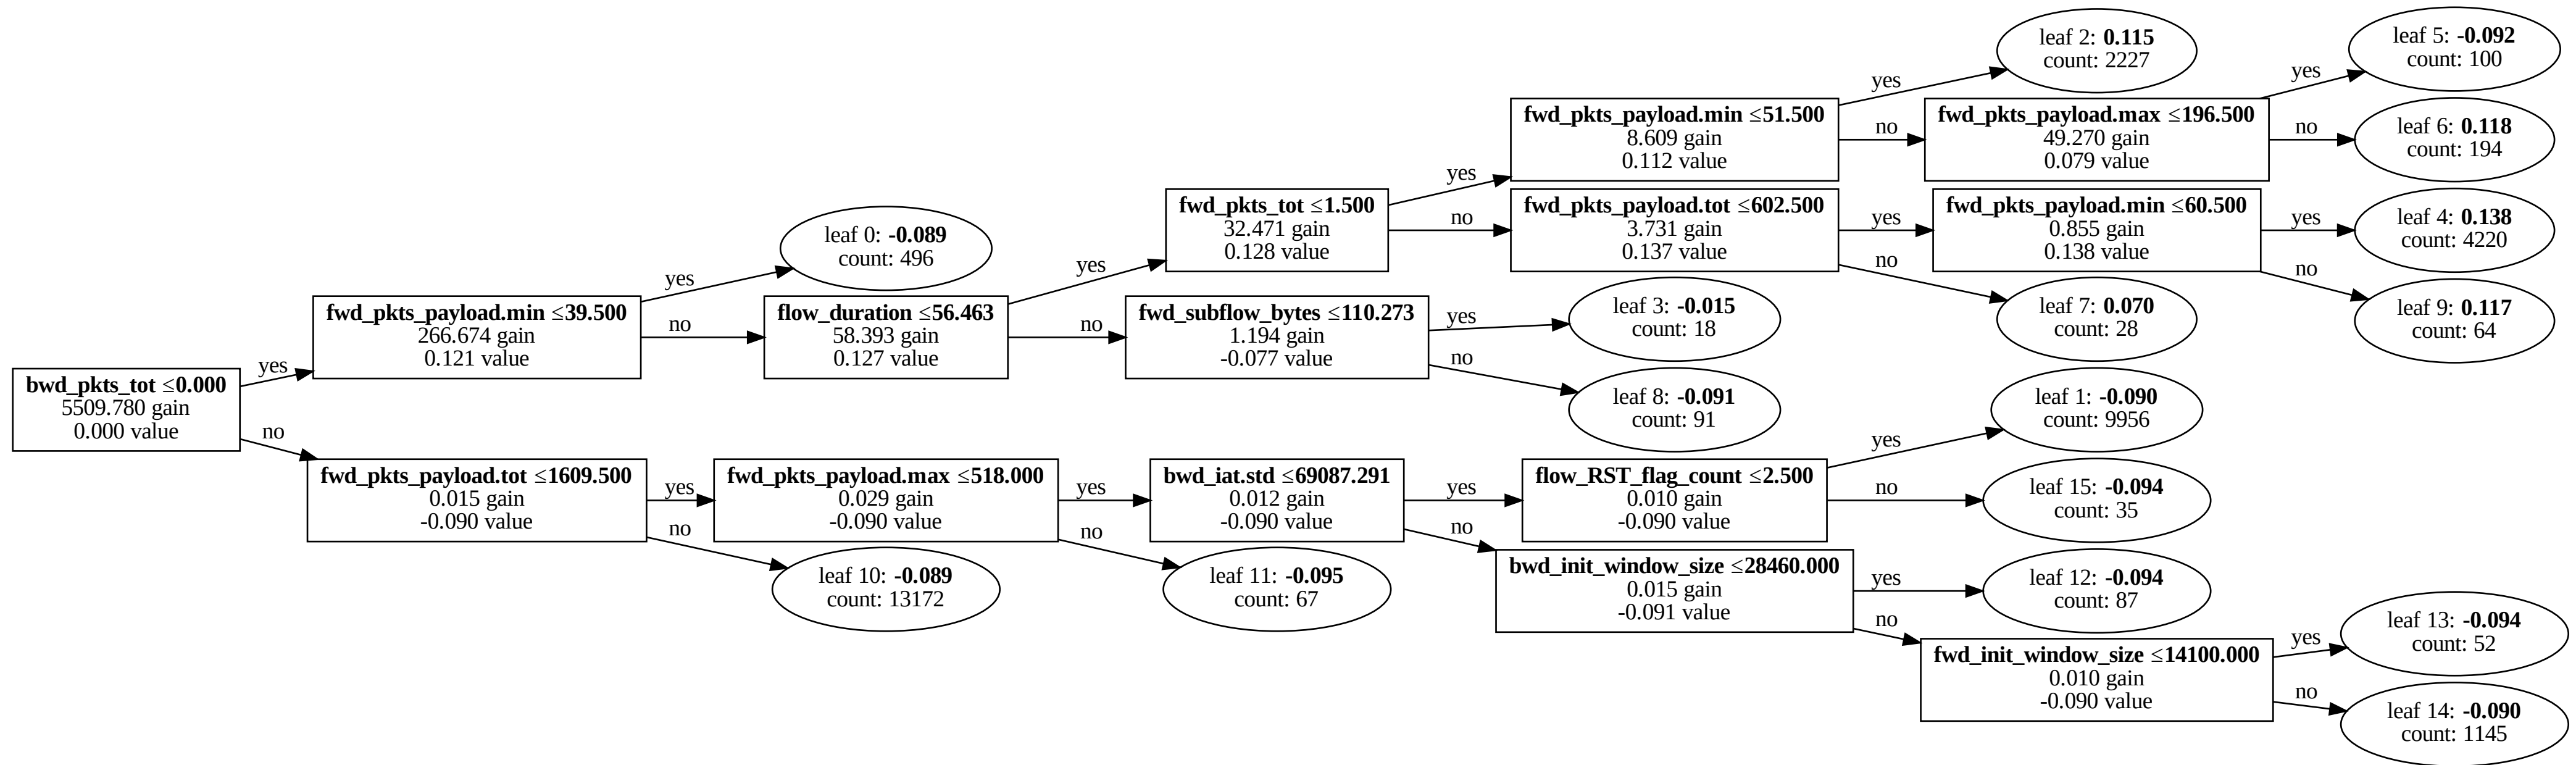 bwd_pkts_tot ≤0.000
5509.780 gain
0.000 value
yes
no
fwd_pkts_payload.min ≤39.500
266.674 gain
0.121 value
yes
no
leaf 0: -0.089
count: 496
flow_duration ≤56.463
58.393 gain
0.127 value
yes
no
fwd_pkts_tot ≤1.500
32.471 gain
0.128 value
yes
no
fwd_pkts_payload.min ≤51.500
8.609 gain
0.112 value
yes
no
leaf 2: 0.115
count: 2227
fwd_pkts_payload.max ≤196.500
49.270 gain
0.079 value
yes
no
leaf 5: -0.092
count: 100
leaf 6: 0.118
count: 194
fwd_pkts_payload.tot ≤602.500
3.731 gain
0.137 value
yes
no
fwd_pkts_payload.min ≤60.500
0.855 gain
0.138 value
yes
no
leaf 4: 0.138
count: 4220
leaf 9: 0.117
count: 64
leaf 7: 0.070
count: 28
fwd_subflow_bytes ≤110.273
1.194 gain
-0.077 value
yes
no
leaf 3: -0.015
count: 18
leaf 8: -0.091
count: 91
fwd_pkts_payload.tot ≤1609.500
0.015 gain
-0.090 value
yes
no
fwd_pkts_payload.max ≤518.000
0.029 gain
-0.090 value
yes
no
leaf 10: -0.089
count: 13172
bwd_iat.std ≤69087.291
0.012 gain
-0.090 value
yes
no
leaf 11: -0.095
count: 67
flow_RST_flag_count ≤2.500
0.010 gain
-0.090 value
yes
no
leaf 1: -0.090
count: 9956
leaf 15: -0.094
count: 35
bwd_init_window_size ≤28460.000
0.015 gain
-0.091 value
yes
no
leaf 12: -0.094
count: 87
fwd_init_window_size ≤14100.000
0.010 gain
-0.090 value
yes
no
leaf 13: -0.094
count: 52
leaf 14: -0.090
count: 1145